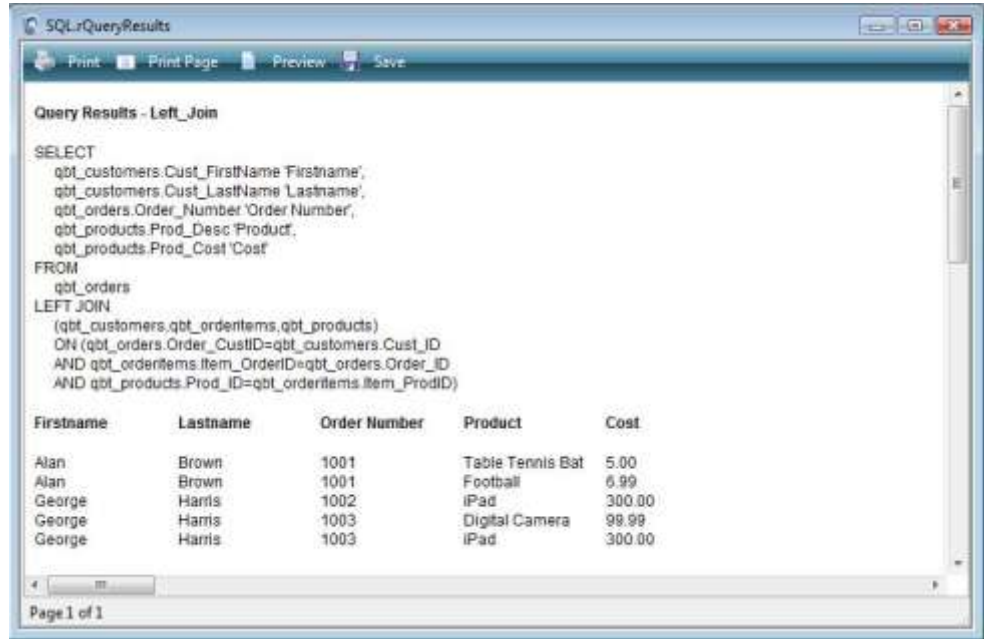 SQL.rQueryResults
Print Print Page Preview Save
Query Results - Left_Join
SELECT
qbt_customers.Cust_FirstName 'Firstname',
qbt_customers.Cust_LastName 'Lastname',
qbt_orders.Order_Number 'Order Number',
qbt_products.Prod_Desc 'Product',
qbt_products.Prod_Cost 'Cost'
FROM
qbt_orders
LEFT JOIN
(qbt_customers,qbt_orderitems,qbt_products)
ON (qbt_orders.Order_CustID=qbt_customers.Cust_ID
AND qbt_orderitems.Item_OrderID=qbt_orders.Order_ID
AND qbt_products.Prod_ID=qbt_orderitems.Item_ProdID)
Firstname Lastname Order Number Product Cost
Alan Brown 1001 Table Tennis Bat 5.00
Alan Brown 1001 Football 6.99
George Harris 1002 iPad 300.00
George Harris 1003 Digital Camera 99.99
George Harris 1003 iPad 300.00
Page 1 of 1